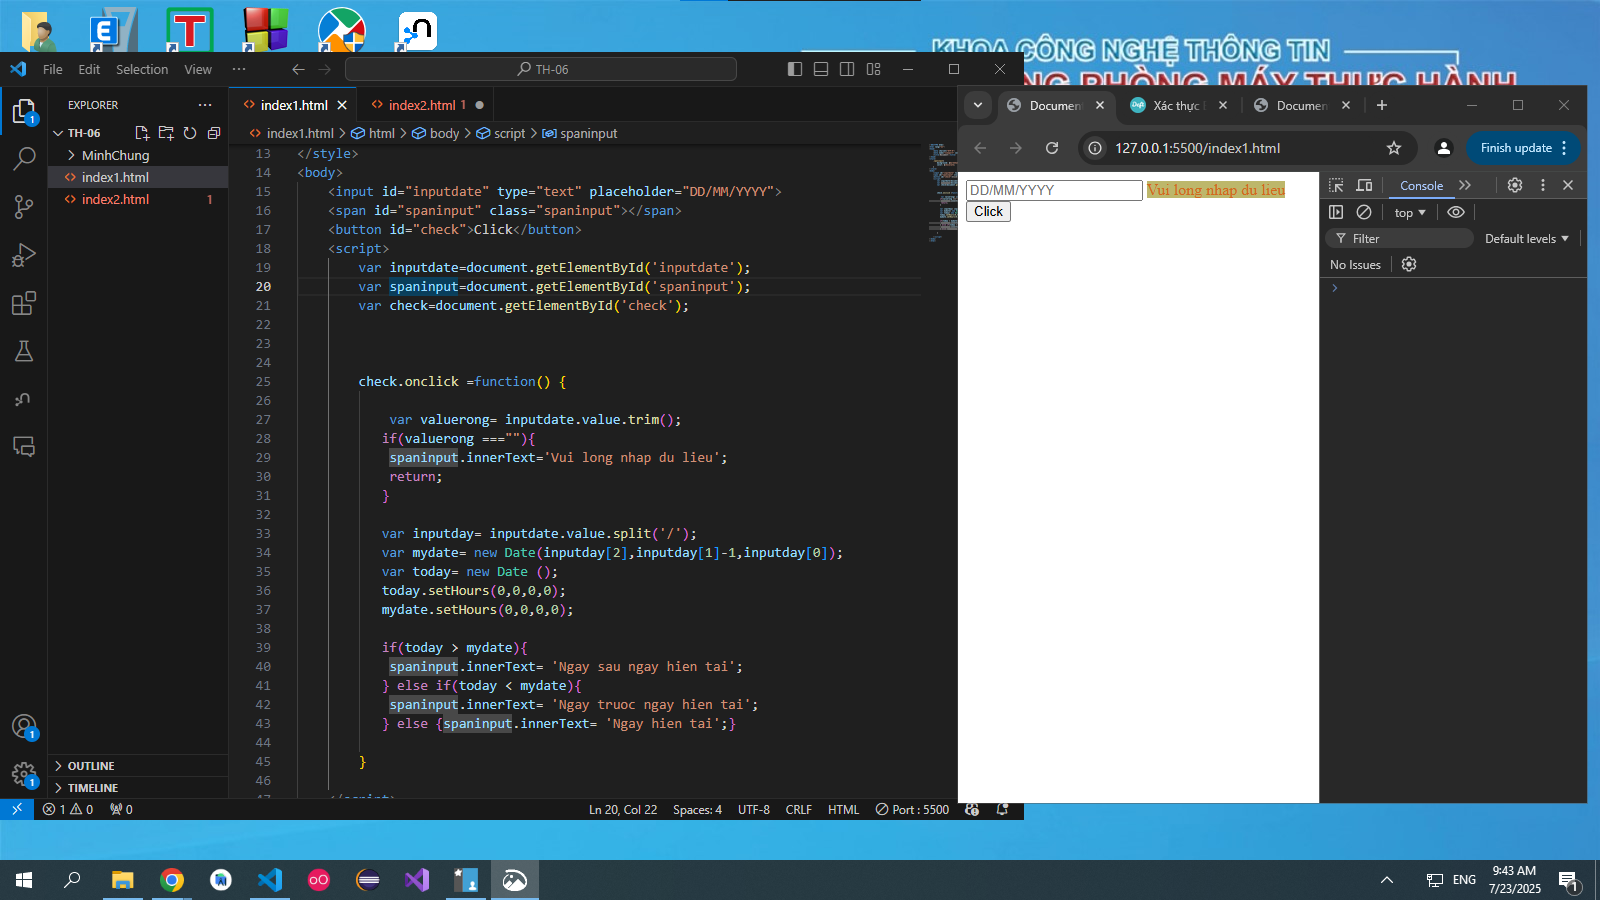 KHOA CÔNG NGHỆ THÔNG TIN
PHÒNG MÁY THỰC HÀNH
File Edit Selection View ···
TH-06
EXPLORER
TH-06
MinhChung
index1.html
index2.html 1
OUTLINE
TIMELINE
index1.html
index2.html 1
index1.html > html > body > script > spaninput
13 </style>
14 <body>
15 <input id="inputdate" type="text" placeholder="DD/MM/YYYY">
16 <span id="spaninput" class="spaninput"></span>
17 <button id="check">Click</button>
18 <script>
19 var inputdate=document.getElementById('inputdate');
20 var spaninput=document.getElementById('spaninput');
21 var check=document.getElementById('check');
22
23
24
25 check.onclick =function() {
26
27 var valuerong= inputdate.value.trim();
28 if(valuerong ===""){
29 spaninput.innerText='Vui long nhap du lieu';
30 return;
31 }
32
33 var inputday= inputdate.value.split('/');
34 var mydate= new Date(inputday[2],inputday[1]-1,inputday[0]);
35 var today= new Date ();
36 today.setHours(0,0,0,0);
37 mydate.setHours(0,0,0,0);
38
39 if(today > mydate){
40 spaninput.innerText= 'Ngay sau ngay hien tai';
41 } else if(today < mydate){
42 spaninput.innerText= 'Ngay truoc ngay hien tai';
43 } else {spaninput.innerText= 'Ngay hien tai';}
44
45 }
46
47 </script>
1 0 0
Ln 20, Col 22 Spaces: 4 UTF-8 CRLF HTML Port : 5500
Documen
Xác thực
Documen
127.0.0.1:5500/index1.html
Finish update
DD/MM/YYYY Vui long nhap du lieu
Click
Console
top
Filter
Default levels
No Issues
ENG
9:43 AM
7/23/2025
1